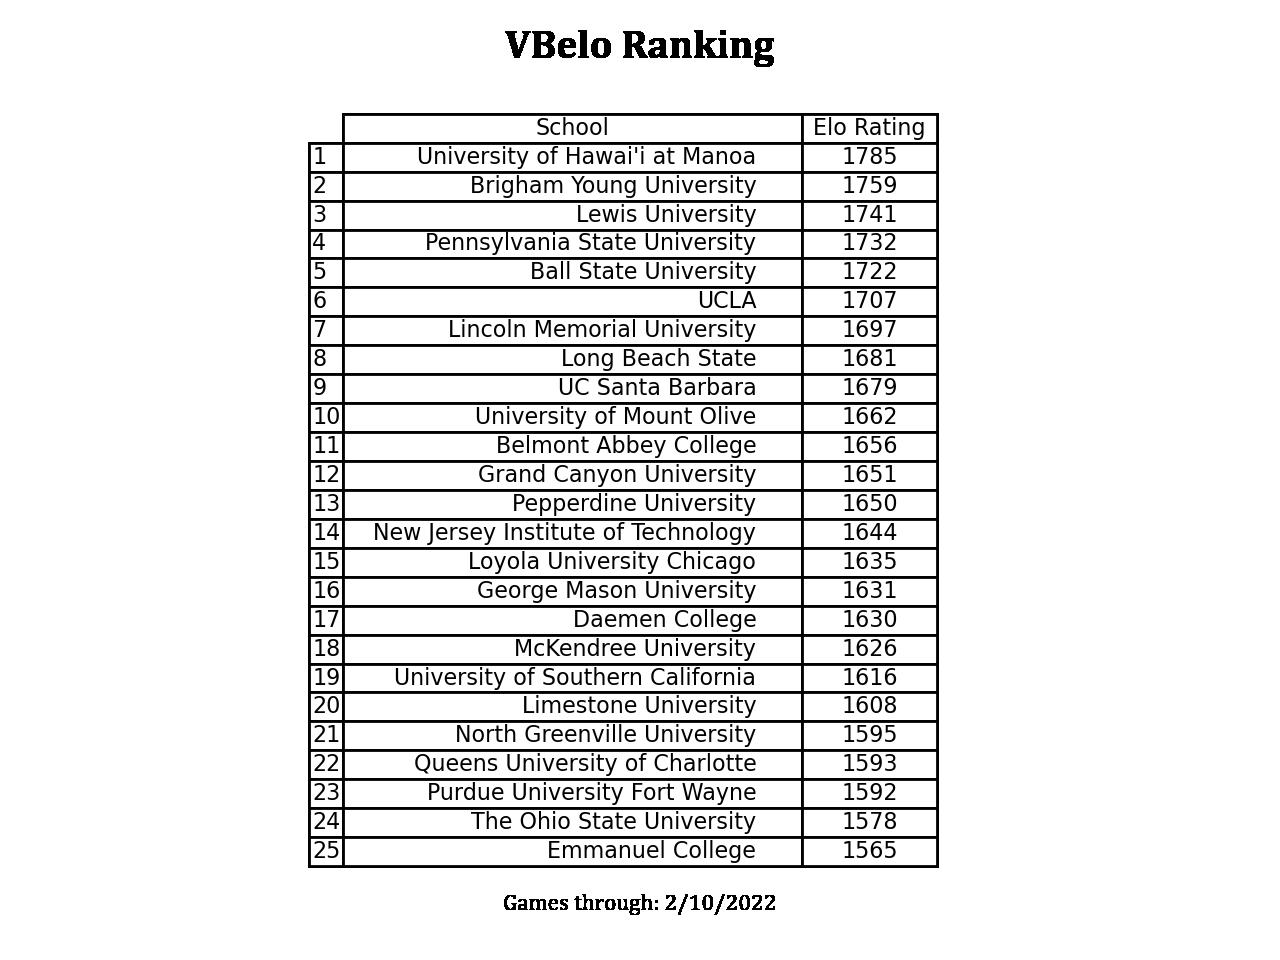 VBelo Ranking
School Elo Rating
1 University of Hawai'i at Manoa 1785
2 Brigham Young University 1759
3 Lewis University 1741
4 Pennsylvania State University 1732
5 Ball State University 1722
6 UCLA 1707
7 Lincoln Memorial University 1697
8 Long Beach State 1681
9 UC Santa Barbara 1679
10 University of Mount Olive 1662
11 Belmont Abbey College 1656
12 Grand Canyon University 1651
13 Pepperdine University 1650
14 New Jersey Institute of Technology 1644
15 Loyola University Chicago 1635
16 George Mason University 1631
17 Daemen College 1630
18 McKendree University 1626
19 University of Southern California 1616
20 Limestone University 1608
21 North Greenville University 1595
22 Queens University of Charlotte 1593
23 Purdue University Fort Wayne 1592
24 The Ohio State University 1578
25 Emmanuel College 1565
Games through: 2/10/2022